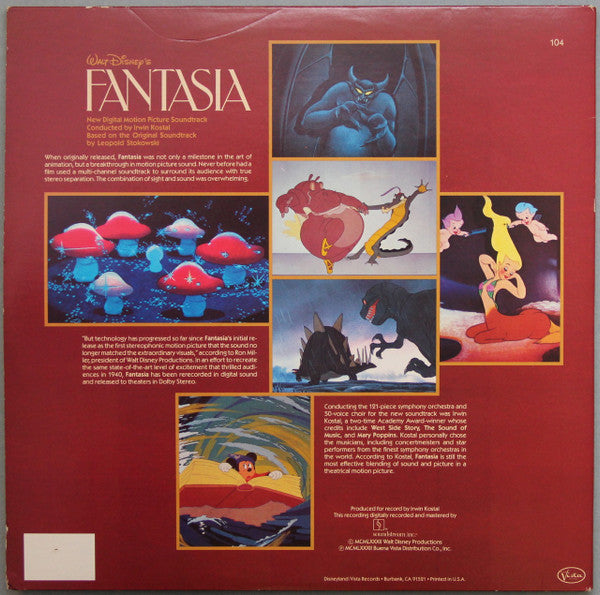 104
Walt Disney's
FANTASIA
New Digital Motion Picture Soundtrack
Conducted by Irwin Kostal
Based on the Original Soundtrack
by Leopold Stokowski
When originally released, Fantasia was not only a milestone in the art of
animation, but a breakthrough in motion picture sound. Never before had a
film used a multi-channel soundtrack to surround its audience with true
stereo separation. The combination of sight and sound was overwhelming.
"But technology has progressed so far since Fantasia's initial re-
lease as the first stereophonic motion picture that the sound no
longer matched the extraordinary visuals," according to Ron Mil-
ler, president of Walt Disney Productions. In an effort to recreate
the same state-of-the-art level of excitement that thrilled audi-
ences in 1940, Fantasia has been rerecorded in digital sound
and released to theaters in Dolby Stereo.
Conducting the 121-piece symphony orchestra and
50-voice choir for the new soundtrack was Irwin
Kostal, a two-time Academy Award-winner whose
credits include West Side Story, The Sound of
Music, and Mary Poppins. Kostal personally chose
the musicians, including concertmeisters and star
performers from the finest symphony orchestras in
the world. According to Kostal, Fantasia is still the
most effective blending of sound and picture in a
theatrical motion picture.
Produced for record by Irwin Kostal
This recording digitally recorded and mastered by
soundstream, inc.
© MCMLXXXII Walt Disney Productions
℗ MCMLXXXII Buena Vista Distribution Co., Inc.
Disneyland/Vista Records • Burbank, CA 91521 • Printed in U.S.A.
Vista